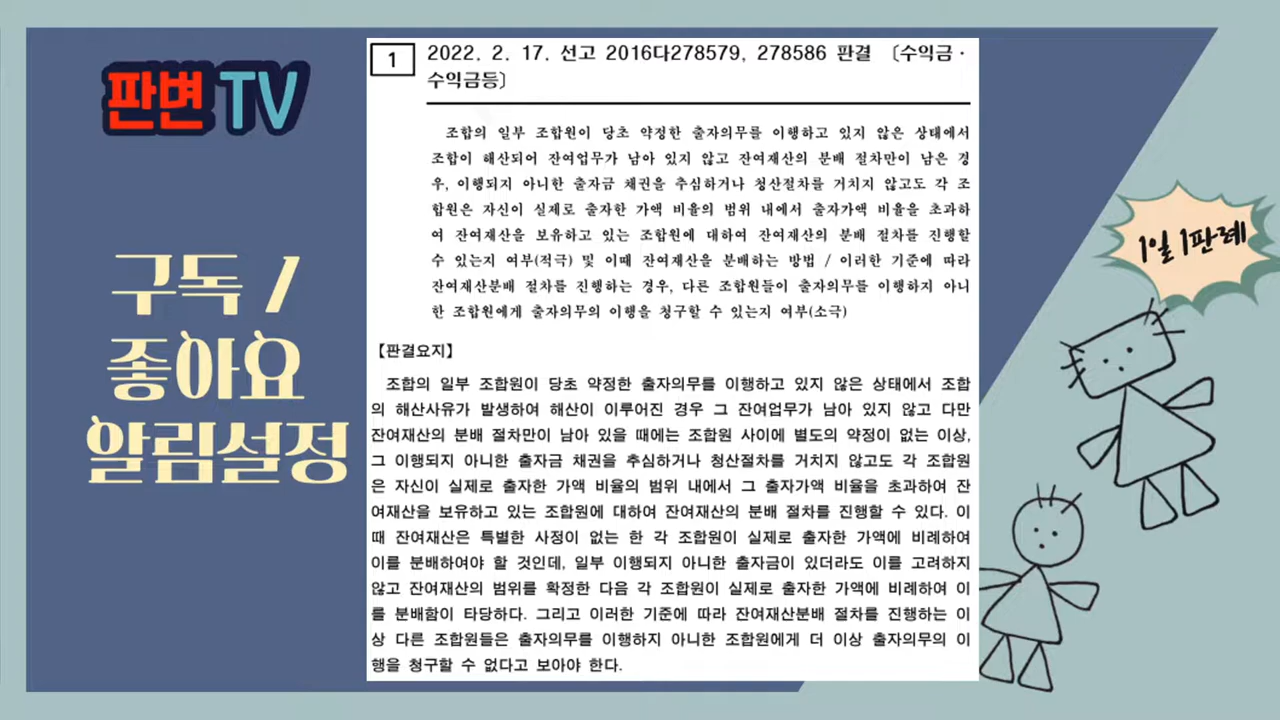 판변 TV
구독 /
좋아요
알림설정
1 2022. 2. 17. 선고 2016다278579, 278586 판결 〔수익금·
수익금등〕
조합의 일부 조합원이 당초 약정한 출자의무를 이행하고 있지 않은 상태에서
조합이 해산되어 잔여업무가 남아 있지 않고 잔여재산의 분배 절차만이 남은 경
우, 이행되지 아니한 출자금 채권을 추심하거나 청산절차를 거치지 않고도 각 조
합원은 자신이 실제로 출자한 가액 비율의 범위 내에서 출자가액 비율을 초과하
여 잔여재산을 보유하고 있는 조합원에 대하여 잔여재산의 분배 절차를 진행할
수 있는지 여부(적극) 및 이때 잔여재산을 분배하는 방법 / 이러한 기준에 따라
잔여재산분배 절차를 진행하는 경우, 다른 조합원들이 출자의무를 이행하지 아니
한 조합원에게 출자의무의 이행을 청구할 수 있는지 여부(소극)
【판결요지】
조합의 일부 조합원이 당초 약정한 출자의무를 이행하고 있지 않은 상태에서 조합
의 해산사유가 발생하여 해산이 이루어진 경우 그 잔여업무가 남아 있지 않고 다만
잔여재산의 분배 절차만이 남아 있을 때에는 조합원 사이에 별도의 약정이 없는 이상,
그 이행되지 아니한 출자금 채권을 추심하거나 청산절차를 거치지 않고도 각 조합원
은 자신이 실제로 출자한 가액 비율의 범위 내에서 그 출자가액 비율을 초과하여 잔
여재산을 보유하고 있는 조합원에 대하여 잔여재산의 분배 절차를 진행할 수 있다. 이
때 잔여재산은 특별한 사정이 없는 한 각 조합원이 실제로 출자한 가액에 비례하여
이를 분배하여야 할 것인데, 일부 이행되지 아니한 출자금이 있더라도 이를 고려하지
않고 잔여재산의 범위를 확정한 다음 각 조합원이 실제로 출자한 가액에 비례하여 이
를 분배함이 타당하다. 그리고 이러한 기준에 따라 잔여재산분배 절차를 진행하는 이
상 다른 조합원들은 출자의무를 이행하지 아니한 조합원에게 더 이상 출자의무의 이
행을 청구할 수 없다고 보아야 한다.
1일 1판례